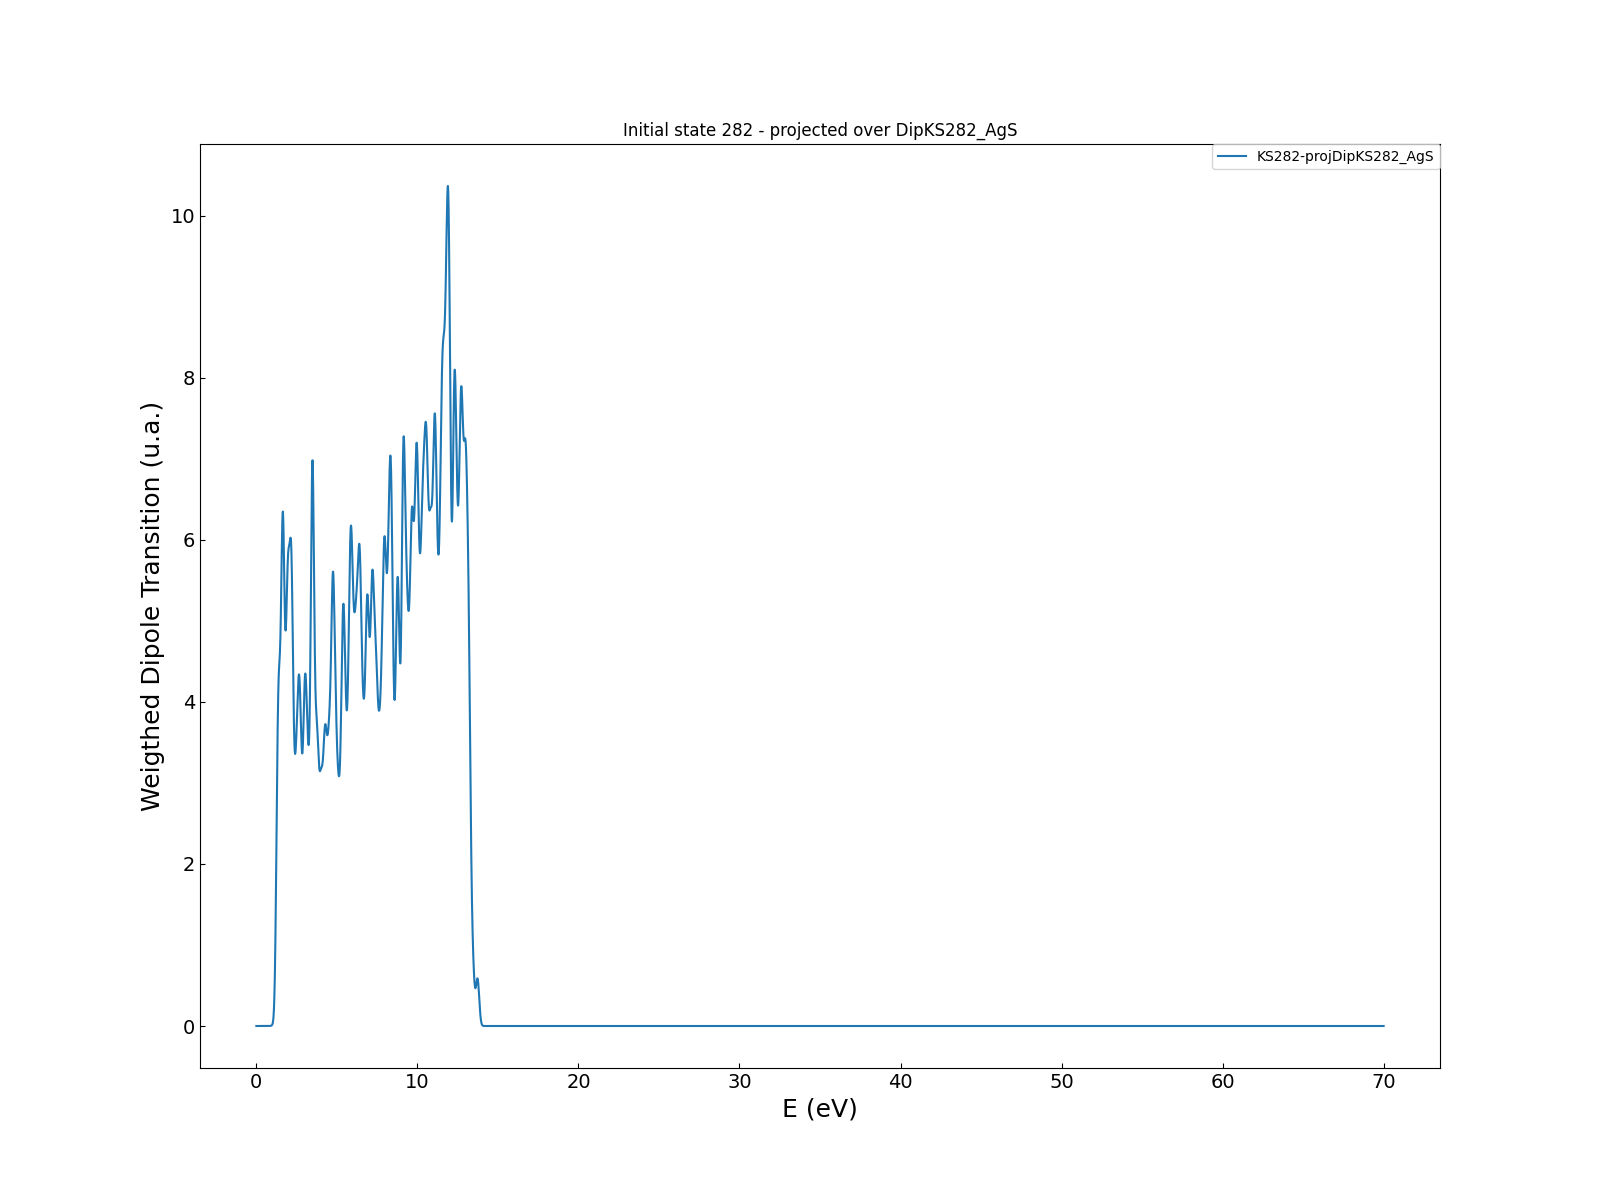 Initial state 282 - projected over DipKS282_AgS
KS282-projDipKS282_AgS
10
8
6
4
2
0
Weigthed Dipole Transition (u.a.)
0 10 20 30 40 50 60 70
E (eV)